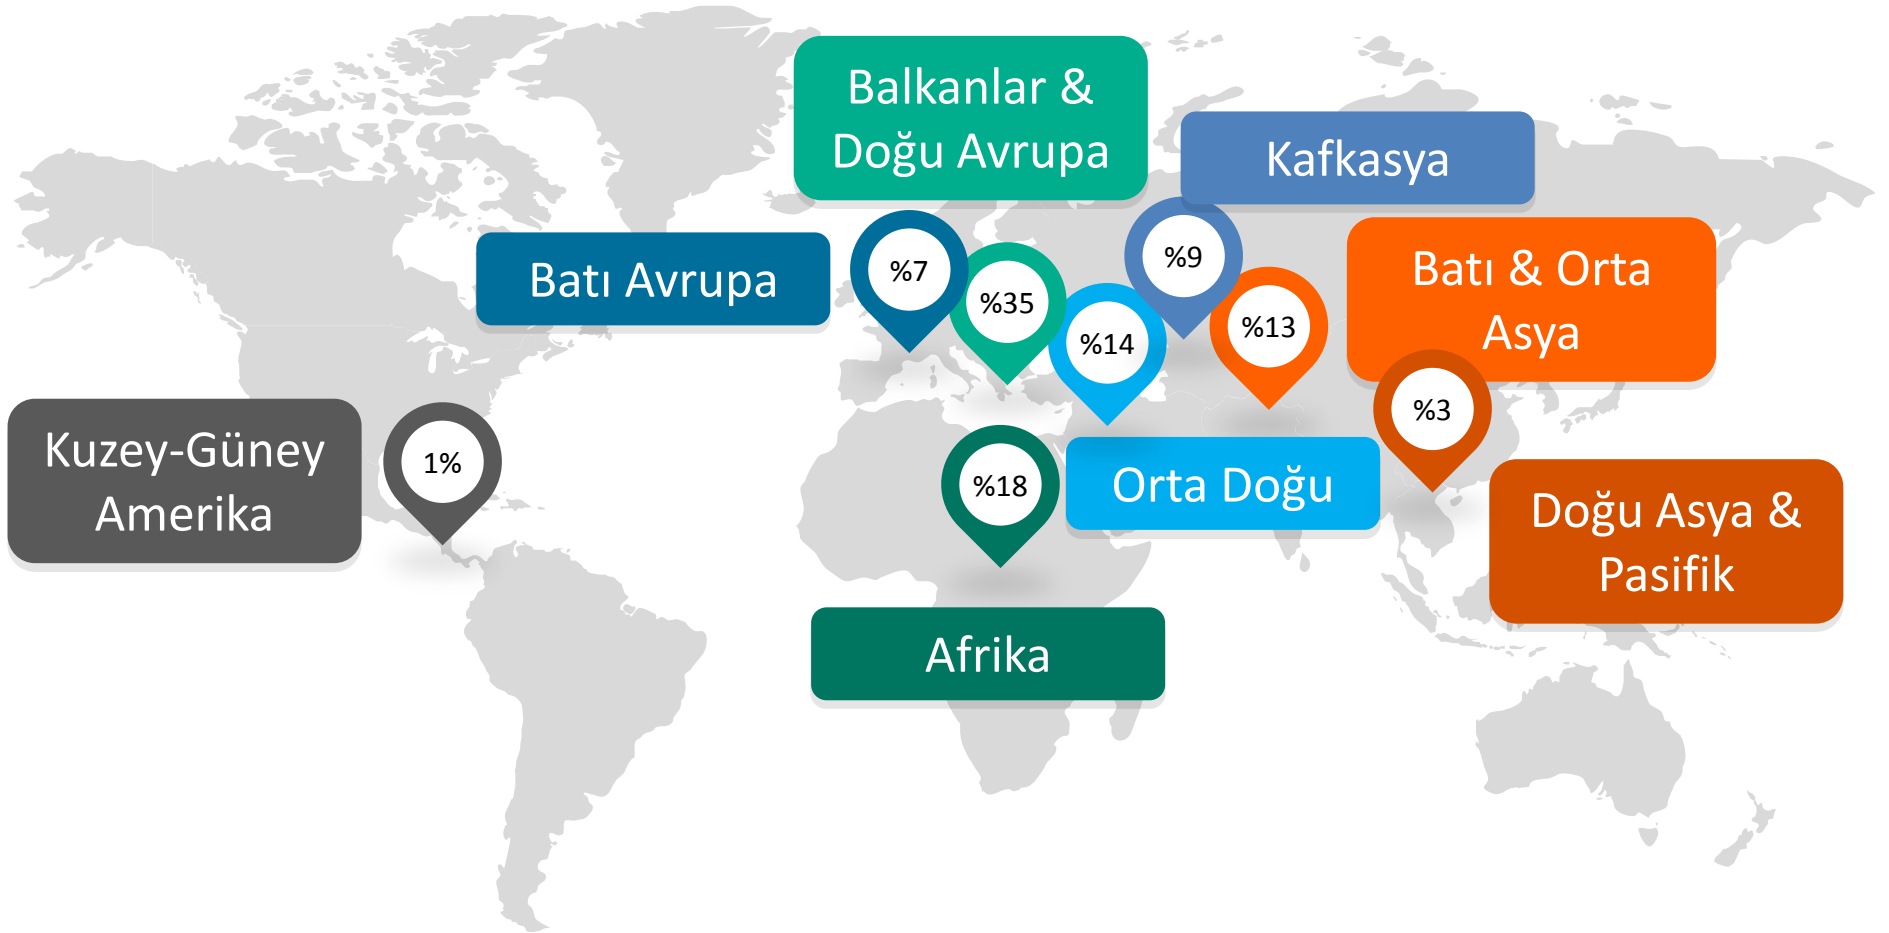 Balkanlar &
Doğu Avrupa
Kafkasya
Batı Avrupa
%7
%35
%9
%14
%13
Batı & Orta
Asya
%3
Kuzey-Güney
Amerika
1%
%18
Orta Doğu
Doğu Asya &
Pasifik
Afrika